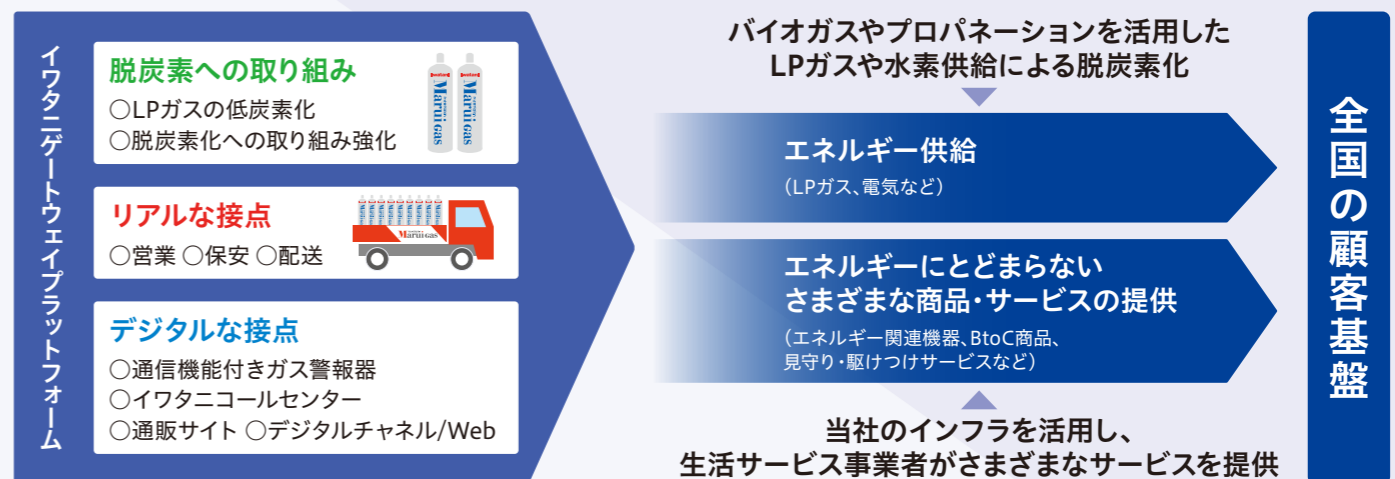 イワタニゲートウェイプラットフォーム
脱炭素への取り組み
○LPガスの低炭素化
○脱炭素化への取り組み強化
Marui gas
Marui gas
リアルな接点
○営業 ○保安 ○配送
Marui gas
デジタルな接点
○通信機能付きガス警報器
○イワタニコールセンター
○通販サイト ○デジタルチャネル/Web
バイオガスやプロパネーションを活用した
LPガスや水素供給による脱炭素化
エネルギー供給
（LPガス、電気など）
エネルギーにとどまらない
さまざまな商品・サービスの提供
（エネルギー関連機器、BtoC商品、
見守り・駆けつけサービスなど）
当社のインフラを活用し、
生活サービス事業者がさまざまなサービスを提供
全国の顧客基盤